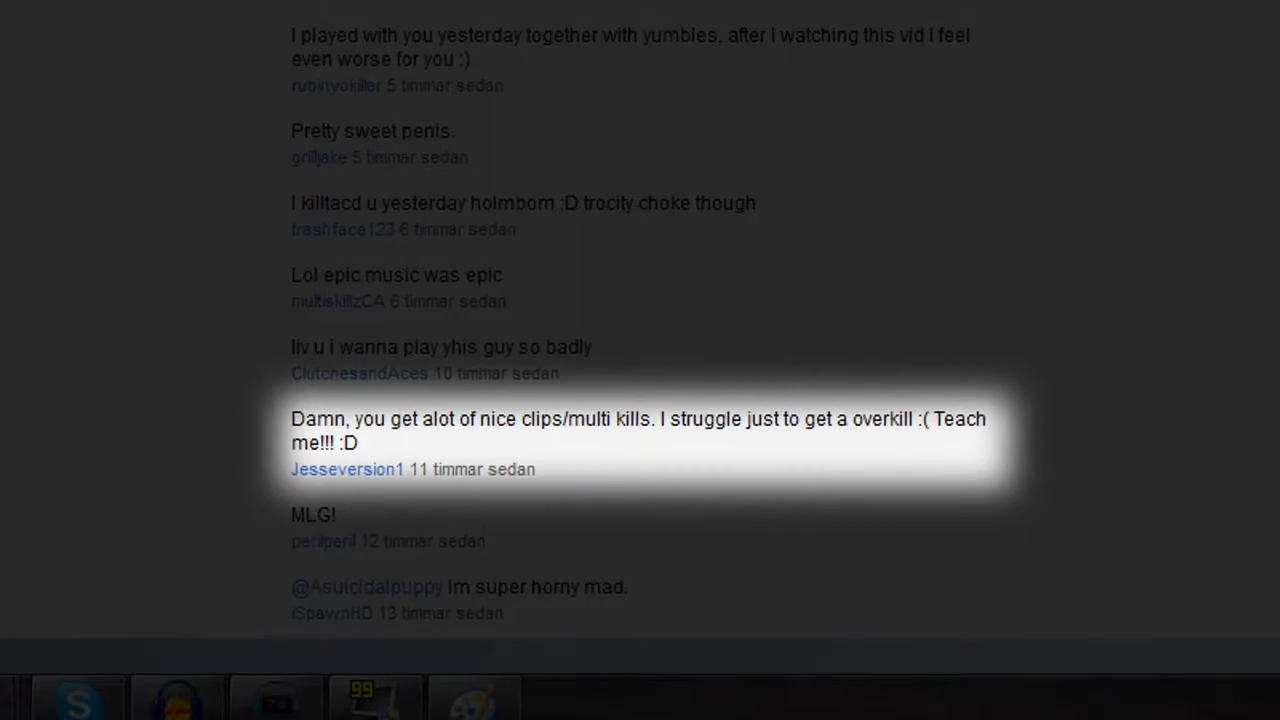 I played with you yesterday together with yumbles, after I watching this vid I feel
even worse for you :)
rubinyokiller 5 timmar sedan
Pretty sweet penis.
grilljake 5 timmar sedan
I killtacd u yesterday holmbom :D trocity choke though
trashface123 6 timmar sedan
Lol epic music was epic
multiskillzCA 6 timmar sedan
liv u i wanna play yhis guy so badly
ClutchesandAces 10 timmar sedan
Damn, you get alot of nice clips/multi kills. I struggle just to get a overkill :( Teach
me!!! :D
Jesseversion1 11 timmar sedan
MLG!
perilperil 12 timmar sedan
@Asuicidalpuppy Im super horny mad.
iSpawnHD 13 timmar sedan
99